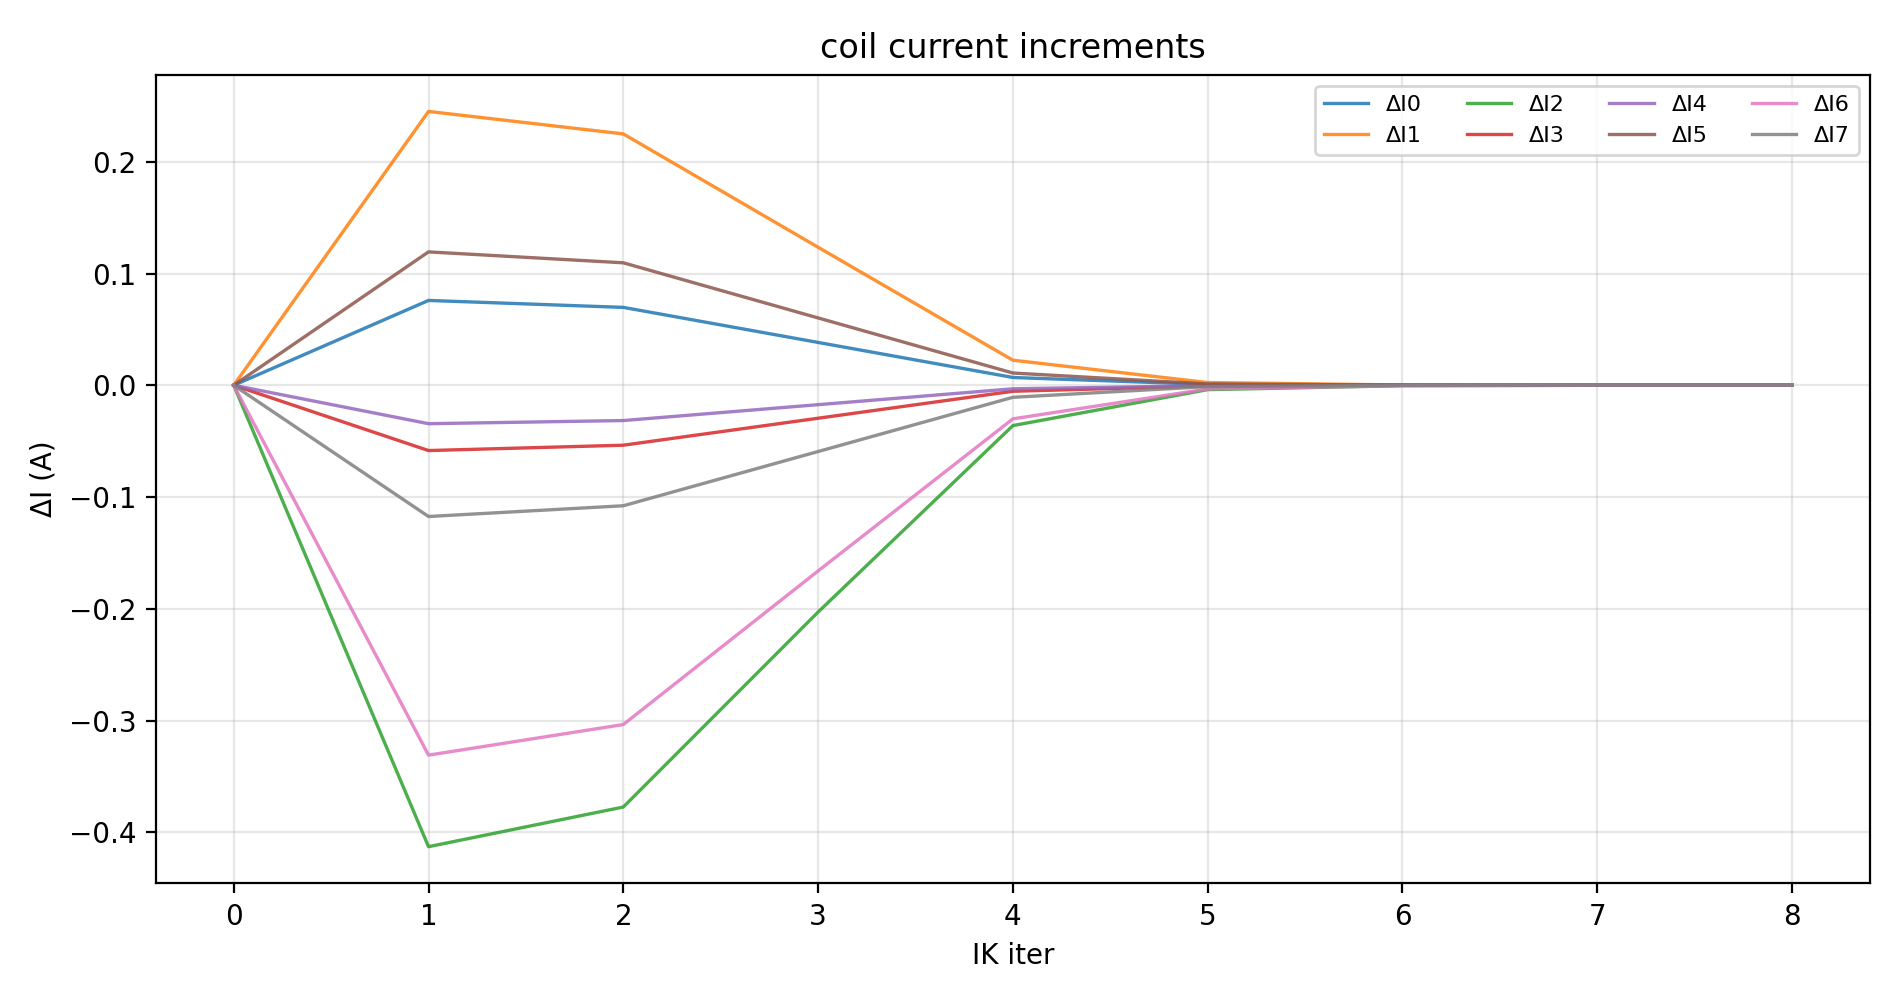 coil current increments
ΔI0 ΔI2 ΔI4 ΔI6
ΔI1 ΔI3 ΔI5 ΔI7
0.2
0.1
0.0
−0.1
−0.2
−0.3
−0.4
ΔI (A)
0 1 2 3 4 5 6 7 8
IK iter